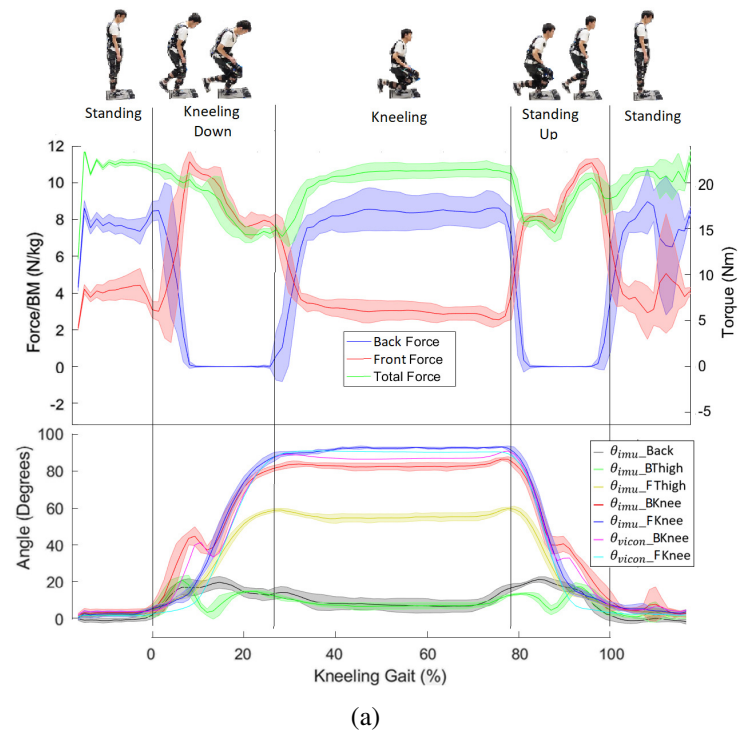 Standing
Kneeling
Down
Kneeling
Standing
Up
Standing
12
10
8
6
4
2
0
-2
Force/BM (N/kg)
20
15
10
5
0
-5
Torque (Nm)
Back Force
Front Force
Total Force
100
80
60
40
20
0
Angle (Degrees)
θimu_Back
θimu_BThigh
θimu_FThigh
θimu_BKnee
θimu_FKnee
θvicon_BKnee
θvicon_FKnee
0 20 40 60 80 100
Kneeling Gait (%)
(a)